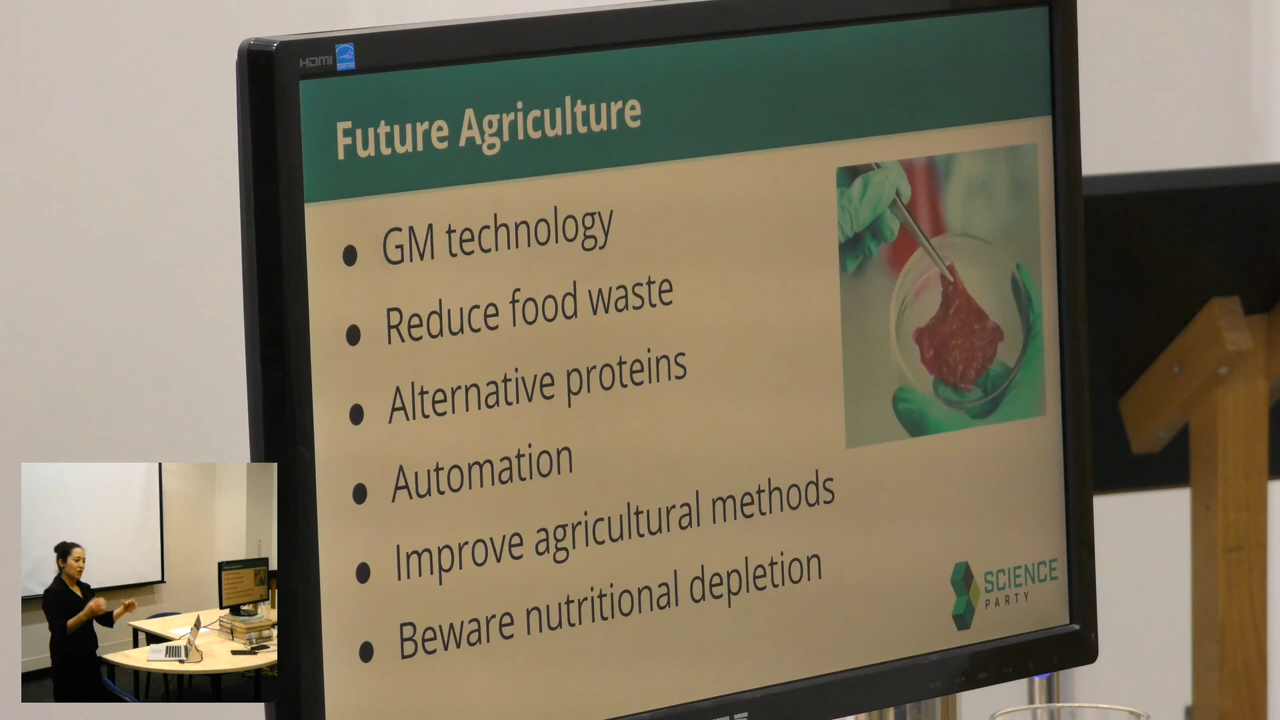 HDMI
Future Agriculture
GM technology
Reduce food waste
Alternative proteins
Automation
Improve agricultural methods
Beware nutritional depletion
SCIENCE
PARTY